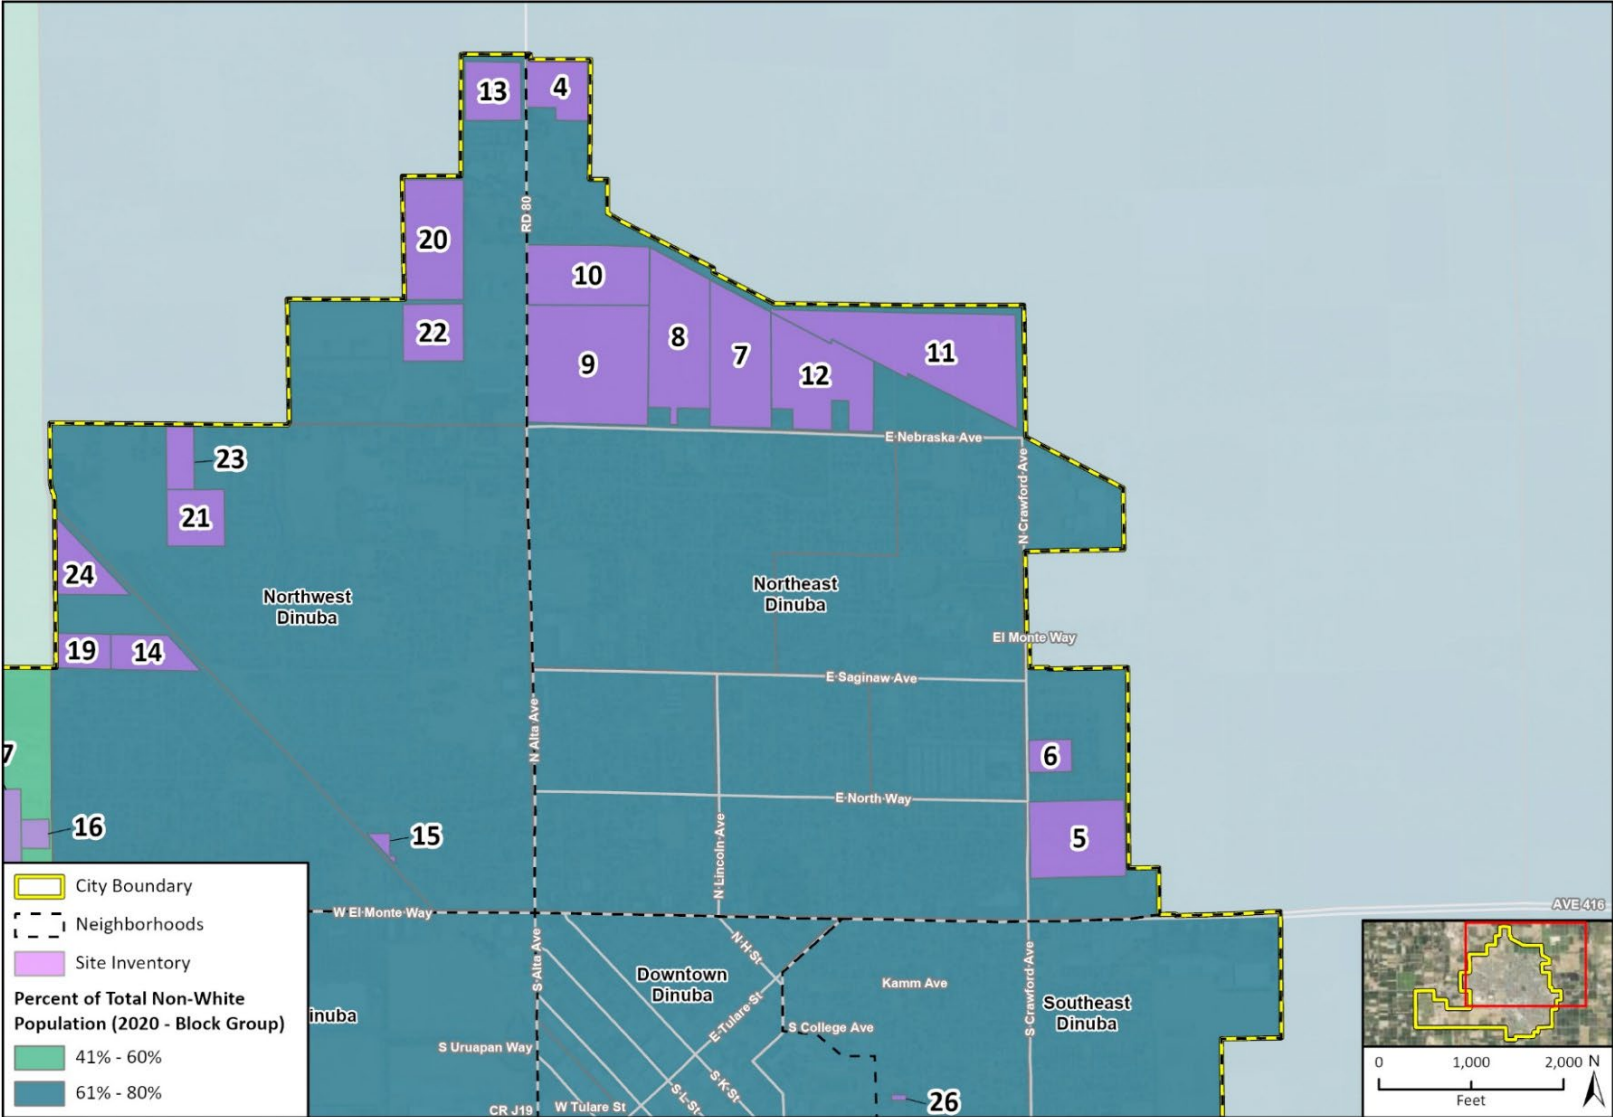 13
4
20
RD 80
10
22
9
8
7
12
11
E Nebraska Ave
23
21
N Crawford Ave
24
Northwest
Dinuba
Northeast
Dinuba
El Monte Way
19
14
E Saginaw Ave
N Alta Ave
7
6
E North Way
16
15
N Lincoln Ave
5
W El Monte Way
AVE 416
S Alta Ave
N H St
Downtown
Dinuba
Kamm Ave
Southeast
Dinuba
inuba
E Tulare St
S College Ave
S Crawford Ave
S Uruapan Way
S K St
S L St
CR J19
W Tulare St
26
City Boundary
Neighborhoods
Site Inventory
Percent of Total Non-White
Population (2020 - Block Group)
41% - 60%
61% - 80%
0 1,000 2,000 N
Feet